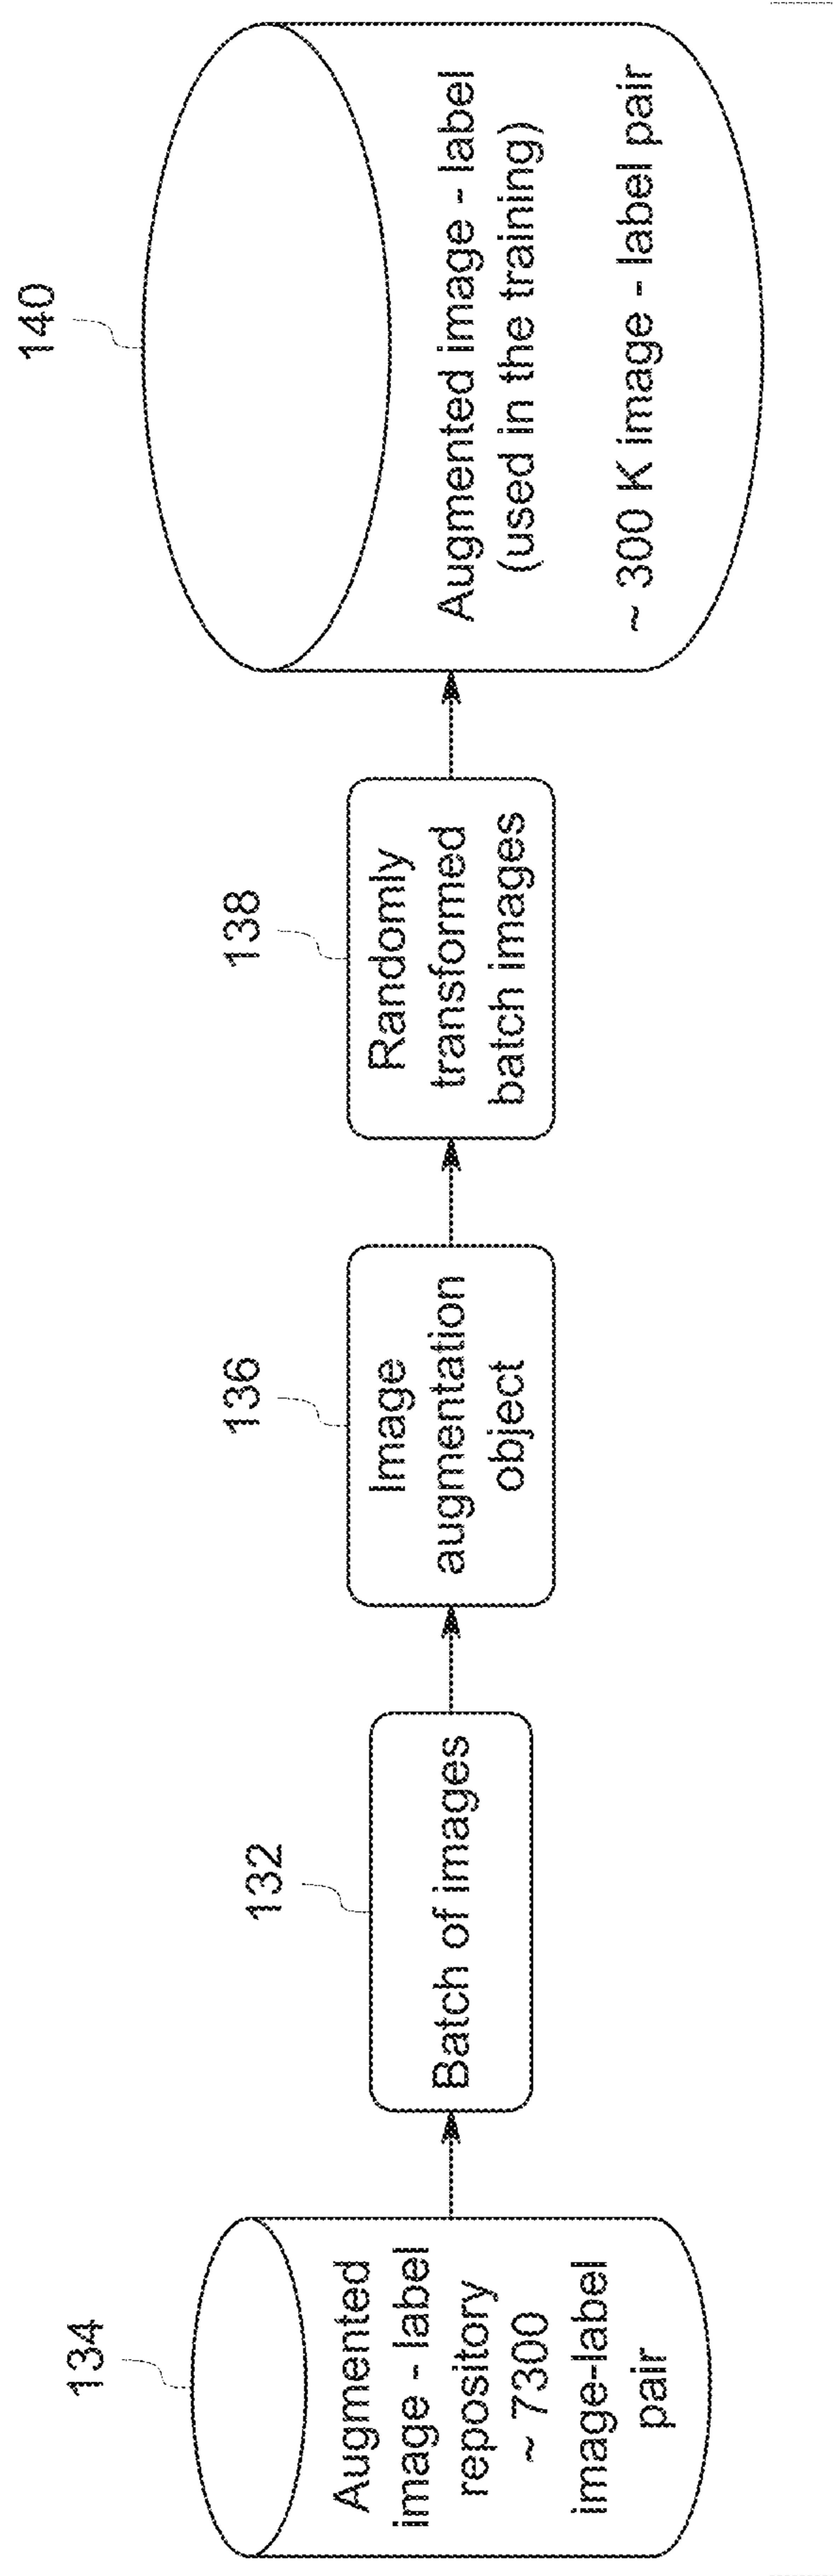 134
Augmented
image - label
repository
~ 7300
image-label
pair
132
Batch of images
136
Image
augmentation
object
138
Randomly
transformed
batch images
140
Augmented image - label
(used in the training)
~ 300 K image - label pair